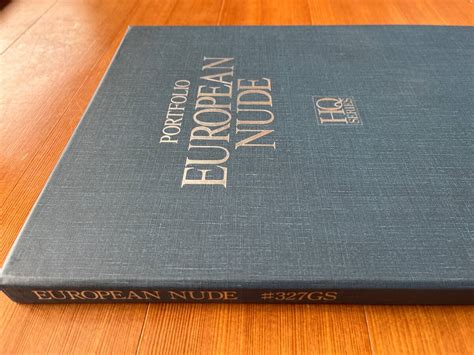 PORTFOLIO
EUROPEAN
NUDE
HQ
SERIES
EUROPEAN NUDE #327GS